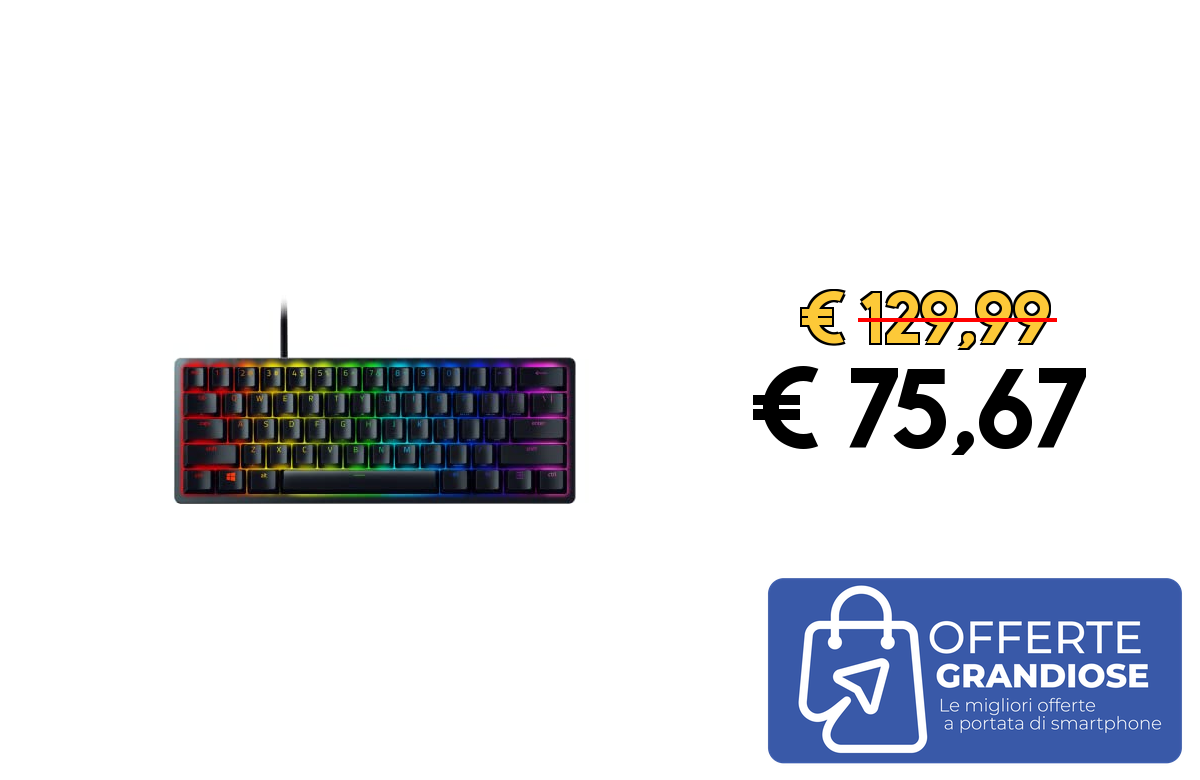 € 129,99
€ 75,67
OFFERTE
GRANDIOSE
Le migliori offerte
a portata di smartphone